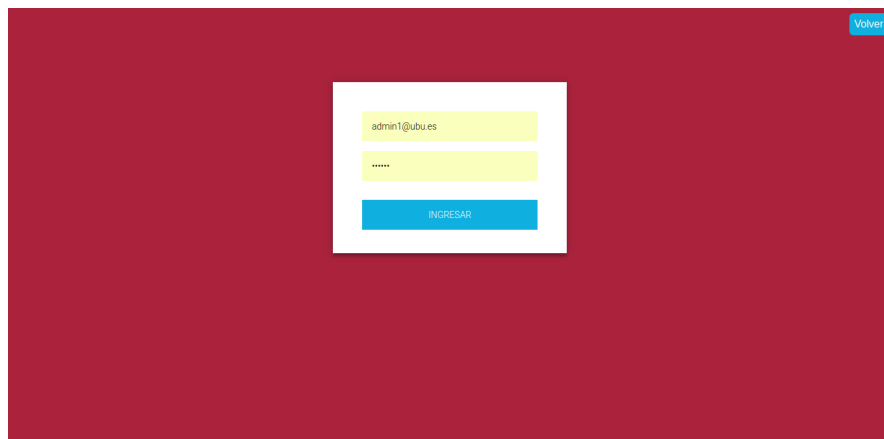 Volver
admin1@ubu.es
••••••
INGRESAR